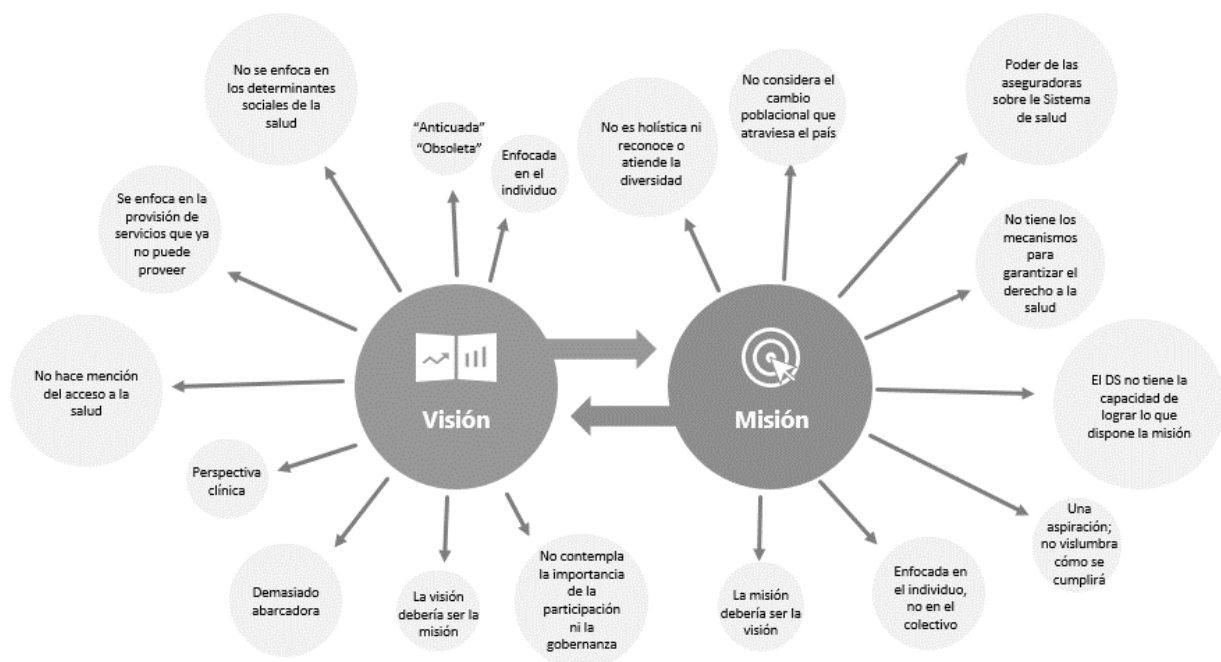 No se enfoca en
los determinantes
sociales de la
salud
"Anticuada"
"Obsoleta"
Enfocada
en el
individuo
Se enfoca en la
provisión de
servicios que ya
no puede
proveer
No hace mención
del acceso a la
salud
Perspectiva
clínica
Demasiado
abarcadora
La visión
debería ser la
misión
No contempla
la importancia
de la
participación
ni la
gobernanza
Visión
No es holística ni
reconoce o
atiende la
diversidad
No considera el
cambio
poblacional que
atraviesa el país
Poder de las
aseguradoras
sobre le Sistema
de salud
No tiene los
mecanismos
para
garantizar el
derecho a la
salud
El DS no tiene la
capacidad de
lograr lo que
dispone la misión
Una
aspiración;
no vislumbra
cómo se
cumplirá
Enfocada en
el individuo,
no en el
colectivo
La misión
debería ser la
visión
Misión